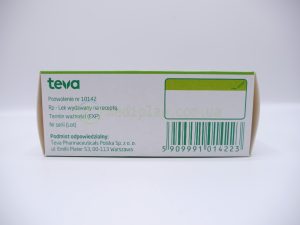 teva
Pozwolenie nr 10142
Rp - Lek wydawany na receptę.
Termin ważności (EXP)
Nr serii (Lot)
Podmiot odpowiedzialny:
Teva Pharmaceuticals Polska Sp. z o.o.
ul. Emilii Plater 53, 00-113 Warszawa
5 909991 014223